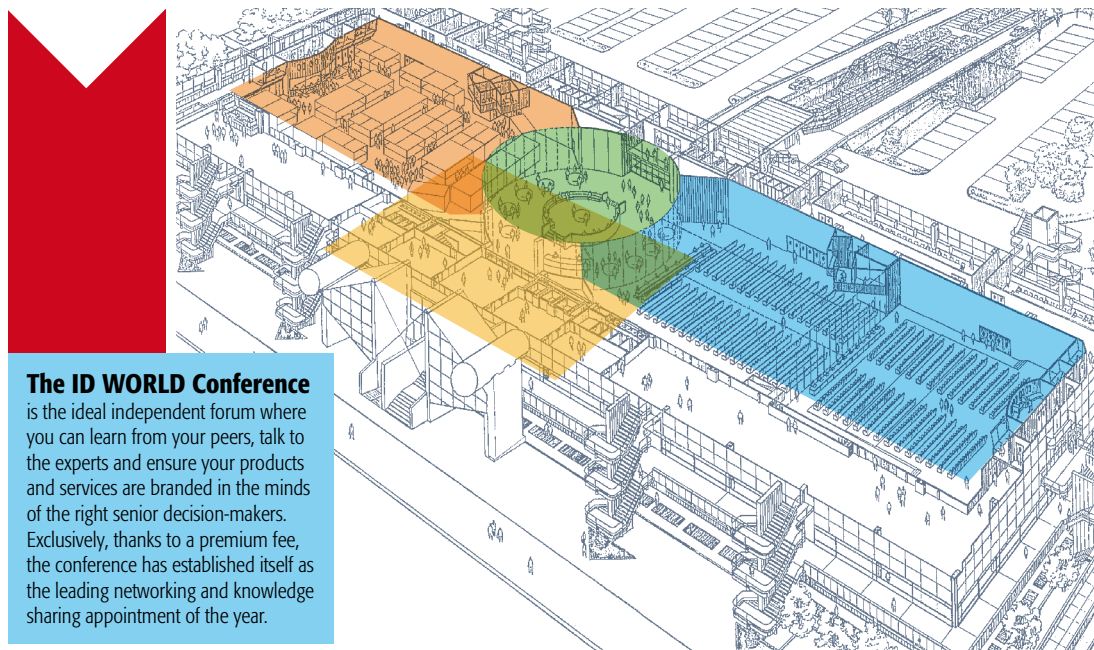 The ID WORLD Conference
is the ideal independent forum where
you can learn from your peers, talk to
the experts and ensure your products
and services are branded in the minds
of the right senior decision-makers.
Exclusively, thanks to a premium fee,
the conference has established itself as
the leading networking and knowledge
sharing appointment of the year.